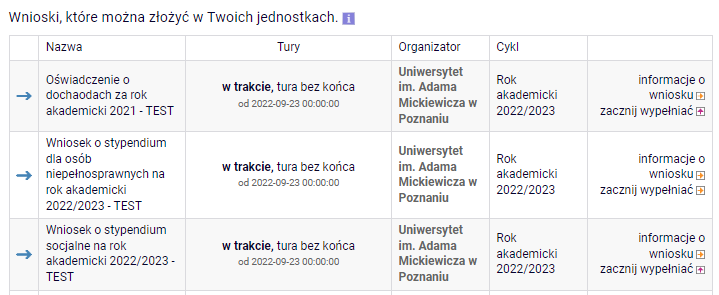 Wnioski, które można złożyć w Twoich jednostkach.
Nazwa Tury Organizator Cykl
Oświadczenie o
dochaodach za rok
akademicki 2021 - TEST
w trakcie, tura bez końca
od 2022-09-23 00:00:00
Uniwersytet
im. Adama
Mickiewicza w
Poznaniu
Rok
akademicki
2022/2023
informacje o
wniosku
zacznij wypełniać
Wniosek o stypendium
dla osób
niepełnosprawnych na
rok akademicki
2022/2023 - TEST
w trakcie, tura bez końca
od 2022-09-23 00:00:00
Uniwersytet
im. Adama
Mickiewicza w
Poznaniu
Rok
akademicki
2022/2023
informacje o
wniosku
zacznij wypełniać
Wniosek o stypendium
socjalne na rok
akademicki 2022/2023 -
TEST
w trakcie, tura bez końca
od 2022-09-23 00:00:00
Uniwersytet
im. Adama
Mickiewicza w
Poznaniu
Rok
akademicki
2022/2023
informacje o
wniosku
zacznij wypełniać